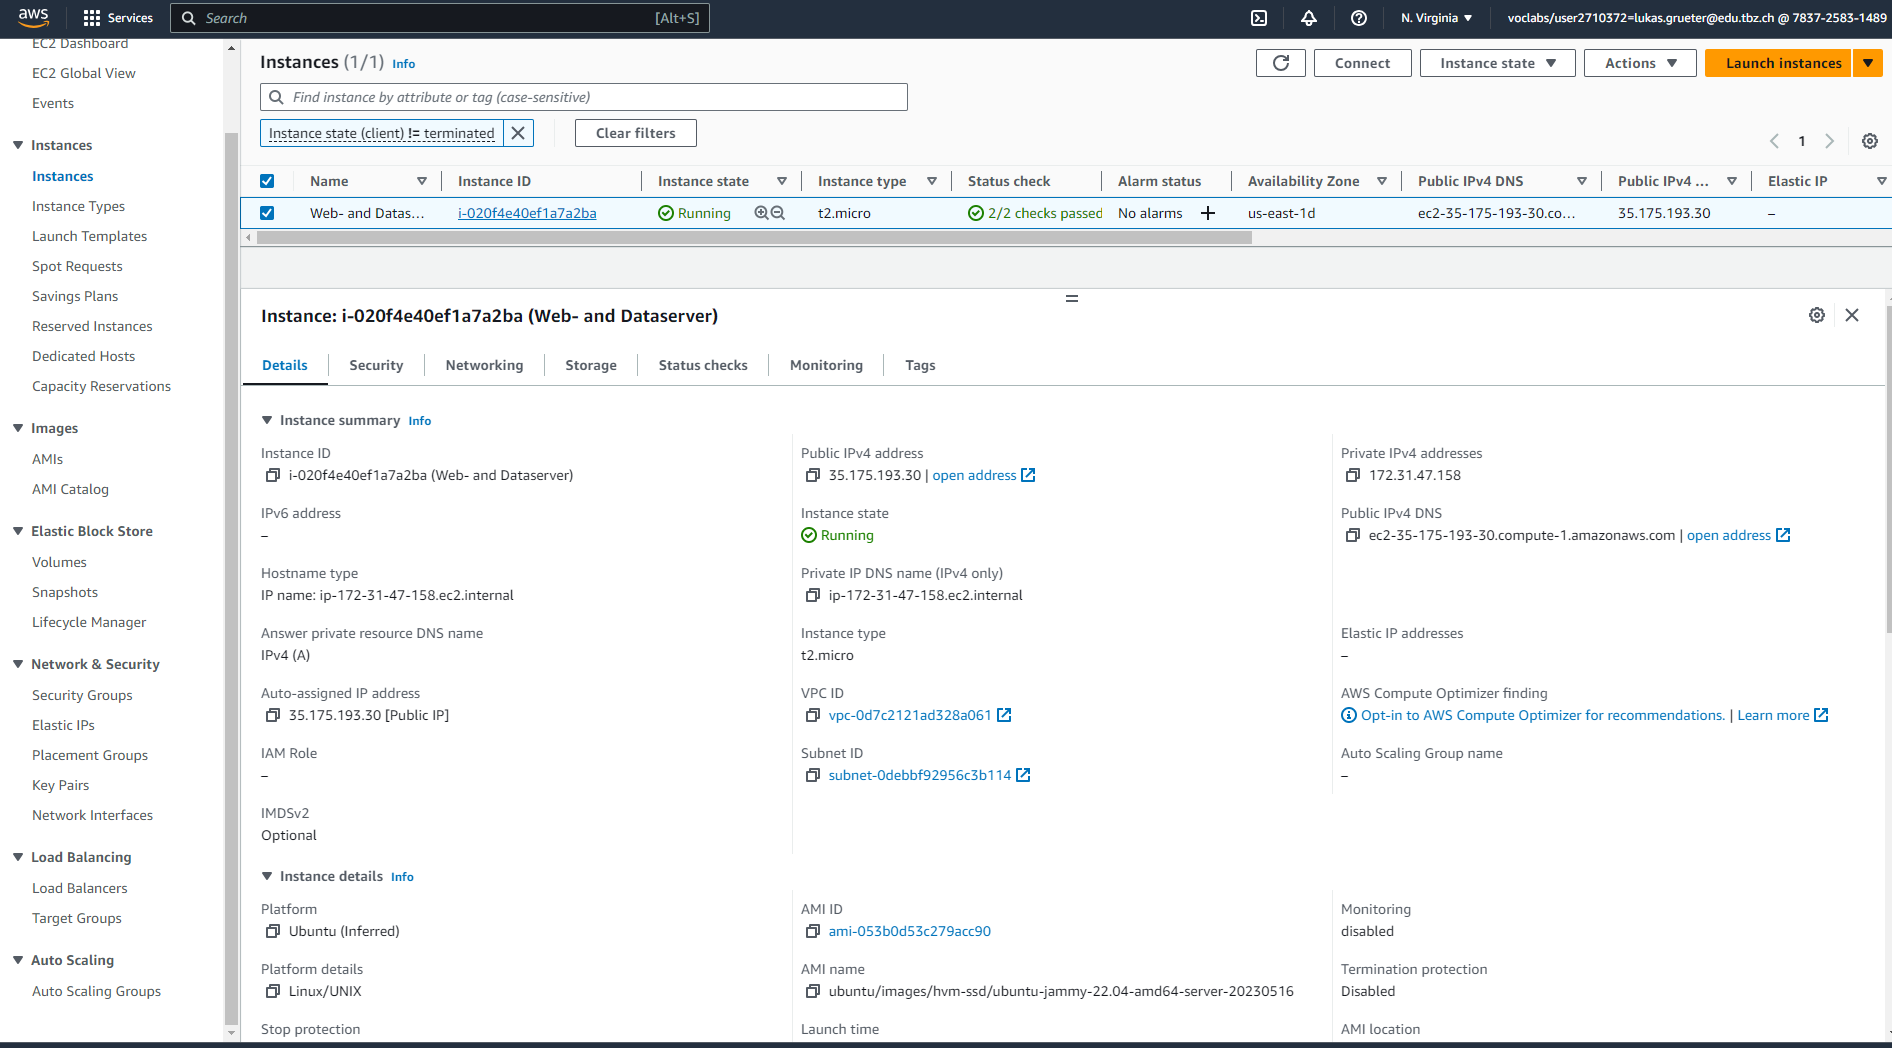 aws
Services
Search
[Alt+S]
N. Virginia
voclabs/user2710372=lukas.grueter@edu.tbz.ch @ 7837-2583-1489
EC2 Dashboard
EC2 Global View
Events
Instances
Instances
Instance Types
Launch Templates
Spot Requests
Savings Plans
Reserved Instances
Dedicated Hosts
Capacity Reservations
Images
AMIs
AMI Catalog
Elastic Block Store
Volumes
Snapshots
Lifecycle Manager
Network & Security
Security Groups
Elastic IPs
Placement Groups
Key Pairs
Network Interfaces
Load Balancing
Load Balancers
Target Groups
Auto Scaling
Auto Scaling Groups
Instances (1/1) Info
Connect
Instance state
Actions
Launch instances
Find instance by attribute or tag (case-sensitive)
Instance state (client) != terminated
Clear filters
1
Name Instance ID Instance state Instance type Status check Alarm status Availability Zone Public IPv4 DNS Public IPv4 ... Elastic IP
Web- and Datas... i-020f4e40ef1a7a2ba Running t2.micro 2/2 checks passed No alarms us-east-1d ec2-35-175-193-30.co... 35.175.193.30 –
Instance: i-020f4e40ef1a7a2ba (Web- and Dataserver)
Details Security Networking Storage Status checks Monitoring Tags
Instance summary Info
Instance ID
i-020f4e40ef1a7a2ba (Web- and Dataserver)
Public IPv4 address
35.175.193.30 | open address
Private IPv4 addresses
172.31.47.158
IPv6 address
–
Instance state
Running
Public IPv4 DNS
ec2-35-175-193-30.compute-1.amazonaws.com | open address
Hostname type
IP name: ip-172-31-47-158.ec2.internal
Private IP DNS name (IPv4 only)
ip-172-31-47-158.ec2.internal
Answer private resource DNS name
IPv4 (A)
Instance type
t2.micro
Elastic IP addresses
–
Auto-assigned IP address
35.175.193.30 [Public IP]
VPC ID
vpc-0d7c2121ad328a061
AWS Compute Optimizer finding
Opt-in to AWS Compute Optimizer for recommendations. | Learn more
IAM Role
–
Subnet ID
subnet-0debbf92956c3b114
Auto Scaling Group name
–
IMDSv2
Optional
Instance details Info
Platform
Ubuntu (Inferred)
AMI ID
ami-053b0d53c279acc90
Monitoring
disabled
Platform details
Linux/UNIX
AMI name
ubuntu/images/hvm-ssd/ubuntu-jammy-22.04-amd64-server-20230516
Termination protection
Disabled
Stop protection
Launch time
AMI location